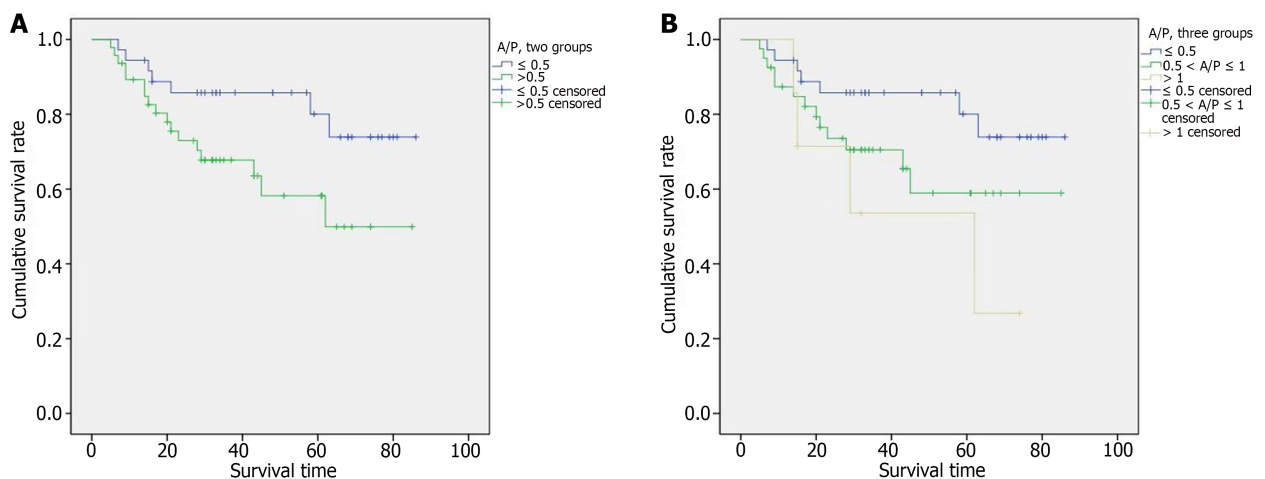 A
A/P, two groups
≤ 0.5
>0.5
≤ 0.5 censored
>0.5 censored
1.0
0.8
0.6
0.4
0.2
0.0
Cumulative survival rate
0 20 40 60 80 100
Survival time
B
A/P, three groups
≤ 0.5
0.5 < A/P ≤ 1
> 1
≤ 0.5 censored
0.5 < A/P ≤ 1
censored
> 1 censored
1.0
0.8
0.6
0.4
0.2
0.0
Cumulative survival rate
0 20 40 60 80 100
Survival time